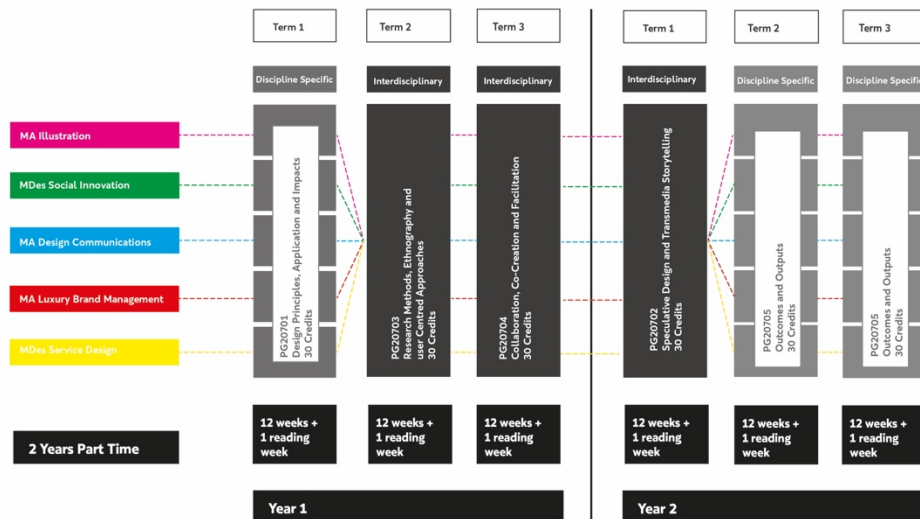 Term 1
Term 2
Term 3
Term 1
Term 2
Term 3
Discipline Specific
Interdisciplinary
Interdisciplinary
Interdisciplinary
Discipline Specific
Discipline Specific
MA Illustration
MDes Social Innovation
MA Design Communications
MA Luxury Brand Management
MDes Service Design
PG20701
Design Principles, Application and Impacts
30 Credits
PG20703
Research Methods, Ethnography and
user Centred Approaches
30 Credits
PG20704
Collaboration, Co-Creation and Facilitation
30 Credits
PG20702
Speculative Design and Transmedia Storytelling
30 Credits
PG20705
Outcomes and Outputs
30 Credits
PG20705
Outcomes and Outputs
30 Credits
2 Years Part Time
12 weeks +
1 reading
week
12 weeks +
1 reading
week
12 weeks +
1 reading
week
12 weeks +
1 reading
week
12 weeks +
1 reading
week
12 weeks +
1 reading
week
Year 1
Year 2